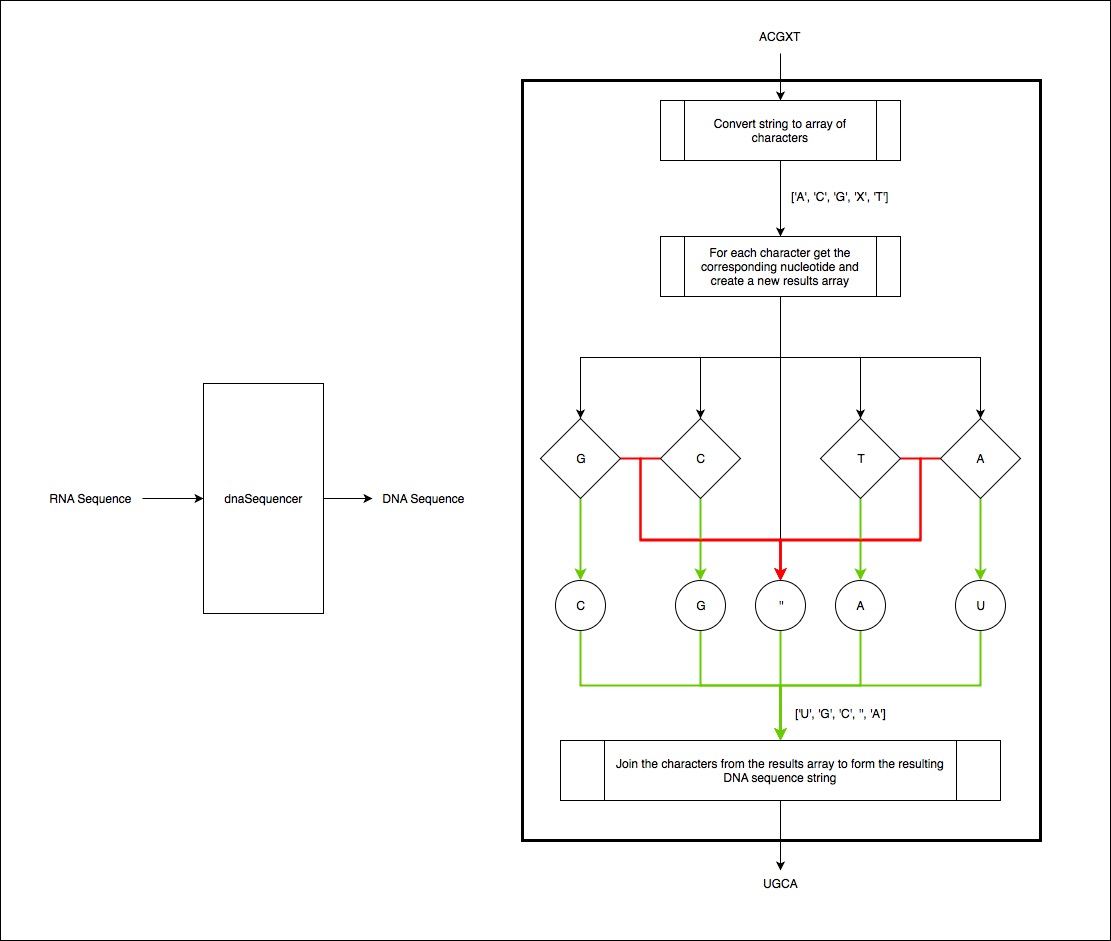 ACGXT
Convert string to array of
characters
['A', 'C', 'G', 'X', 'T']
For each character get the
corresponding nucleotide and
create a new results array
G
C
T
A
RNA Sequence
dnaSequencer
DNA Sequence
C
G
''
A
U
['U', 'G', 'C', '', 'A']
Join the characters from the results array to form the resulting
DNA sequence string
UGCA